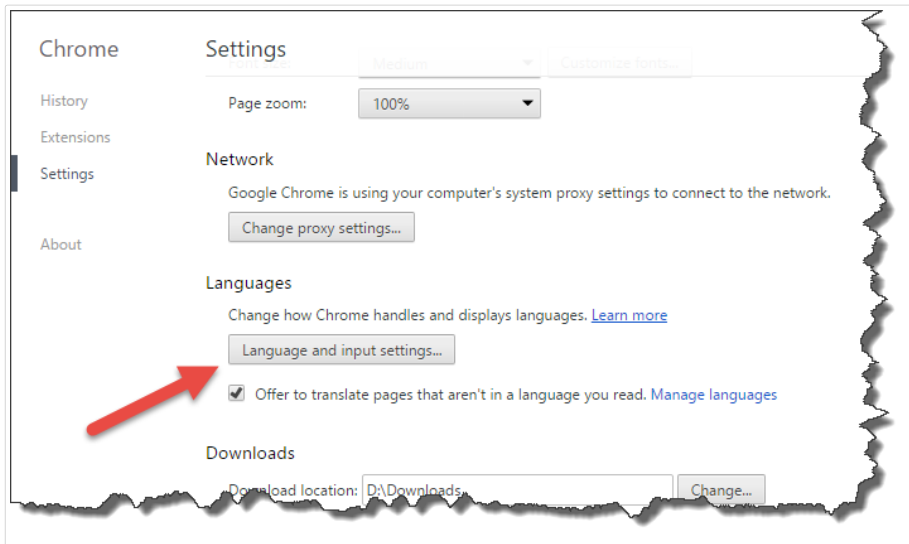 Chrome
History
Extensions
Settings
About
Settings
Medium
Customize fonts...
Page zoom: 100%
Network
Google Chrome is using your computer's system proxy settings to connect to the network.
Change proxy settings...
Languages
Change how Chrome handles and displays languages. Learn more
Language and input settings...
Offer to translate pages that aren't in a language you read. Manage languages
Downloads
Download location: D:\Downloads Change...